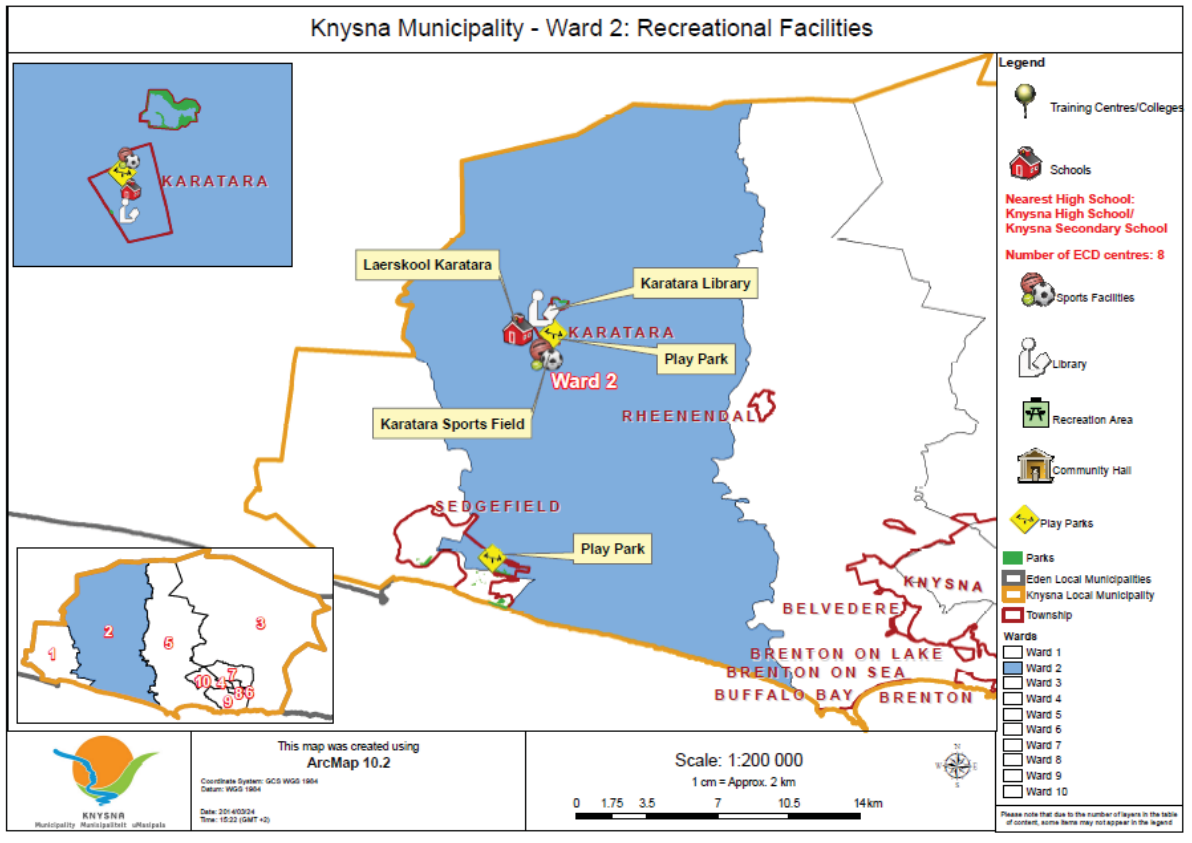 Knysna Municipality - Ward 2: Recreational Facilities
KARATARA
Laerskool Karatara
Karatara Library
KARATARA
Play Park
Ward 2
Karatara Sports Field
RHEENENDAL
SEDGEFIELD
Play Park
KNYSNA
BELVEDERE
BRENTON ON LAKE
BRENTON ON SEA
BUFFALO BAY
BRENTON
1
2
5
3
10
4
7
8
6
9
Legend
Training Centres/Colleges
Schools
Nearest High School:
Knysna High School/
Knysna Secondary School
Number of ECD centres: 8
Sports Facilities
Library
Recreation Area
Community Hall
Play Parks
Parks
Eden Local Municipalities
Knysna Local Municipality
Township
Wards
Ward 1
Ward 2
Ward 3
Ward 4
Ward 5
Ward 6
Ward 7
Ward 8
Ward 9
Ward 10
Please note that due to the number of layers in the table
of content, some items may not appear in the legend
KNYSNA
Municipality Munisipaliteit uMasipala
This map was created using
ArcMap 10.2
Coordinate System: GCS WGS 1984
Datum: WGS 1984
Date: 2014/03/24
Time: 15:22 (GMT +2)
Scale: 1:200 000
1 cm = Approx. 2 km
0 1.75 3.5 7 10.5 14 km
N
W E
S